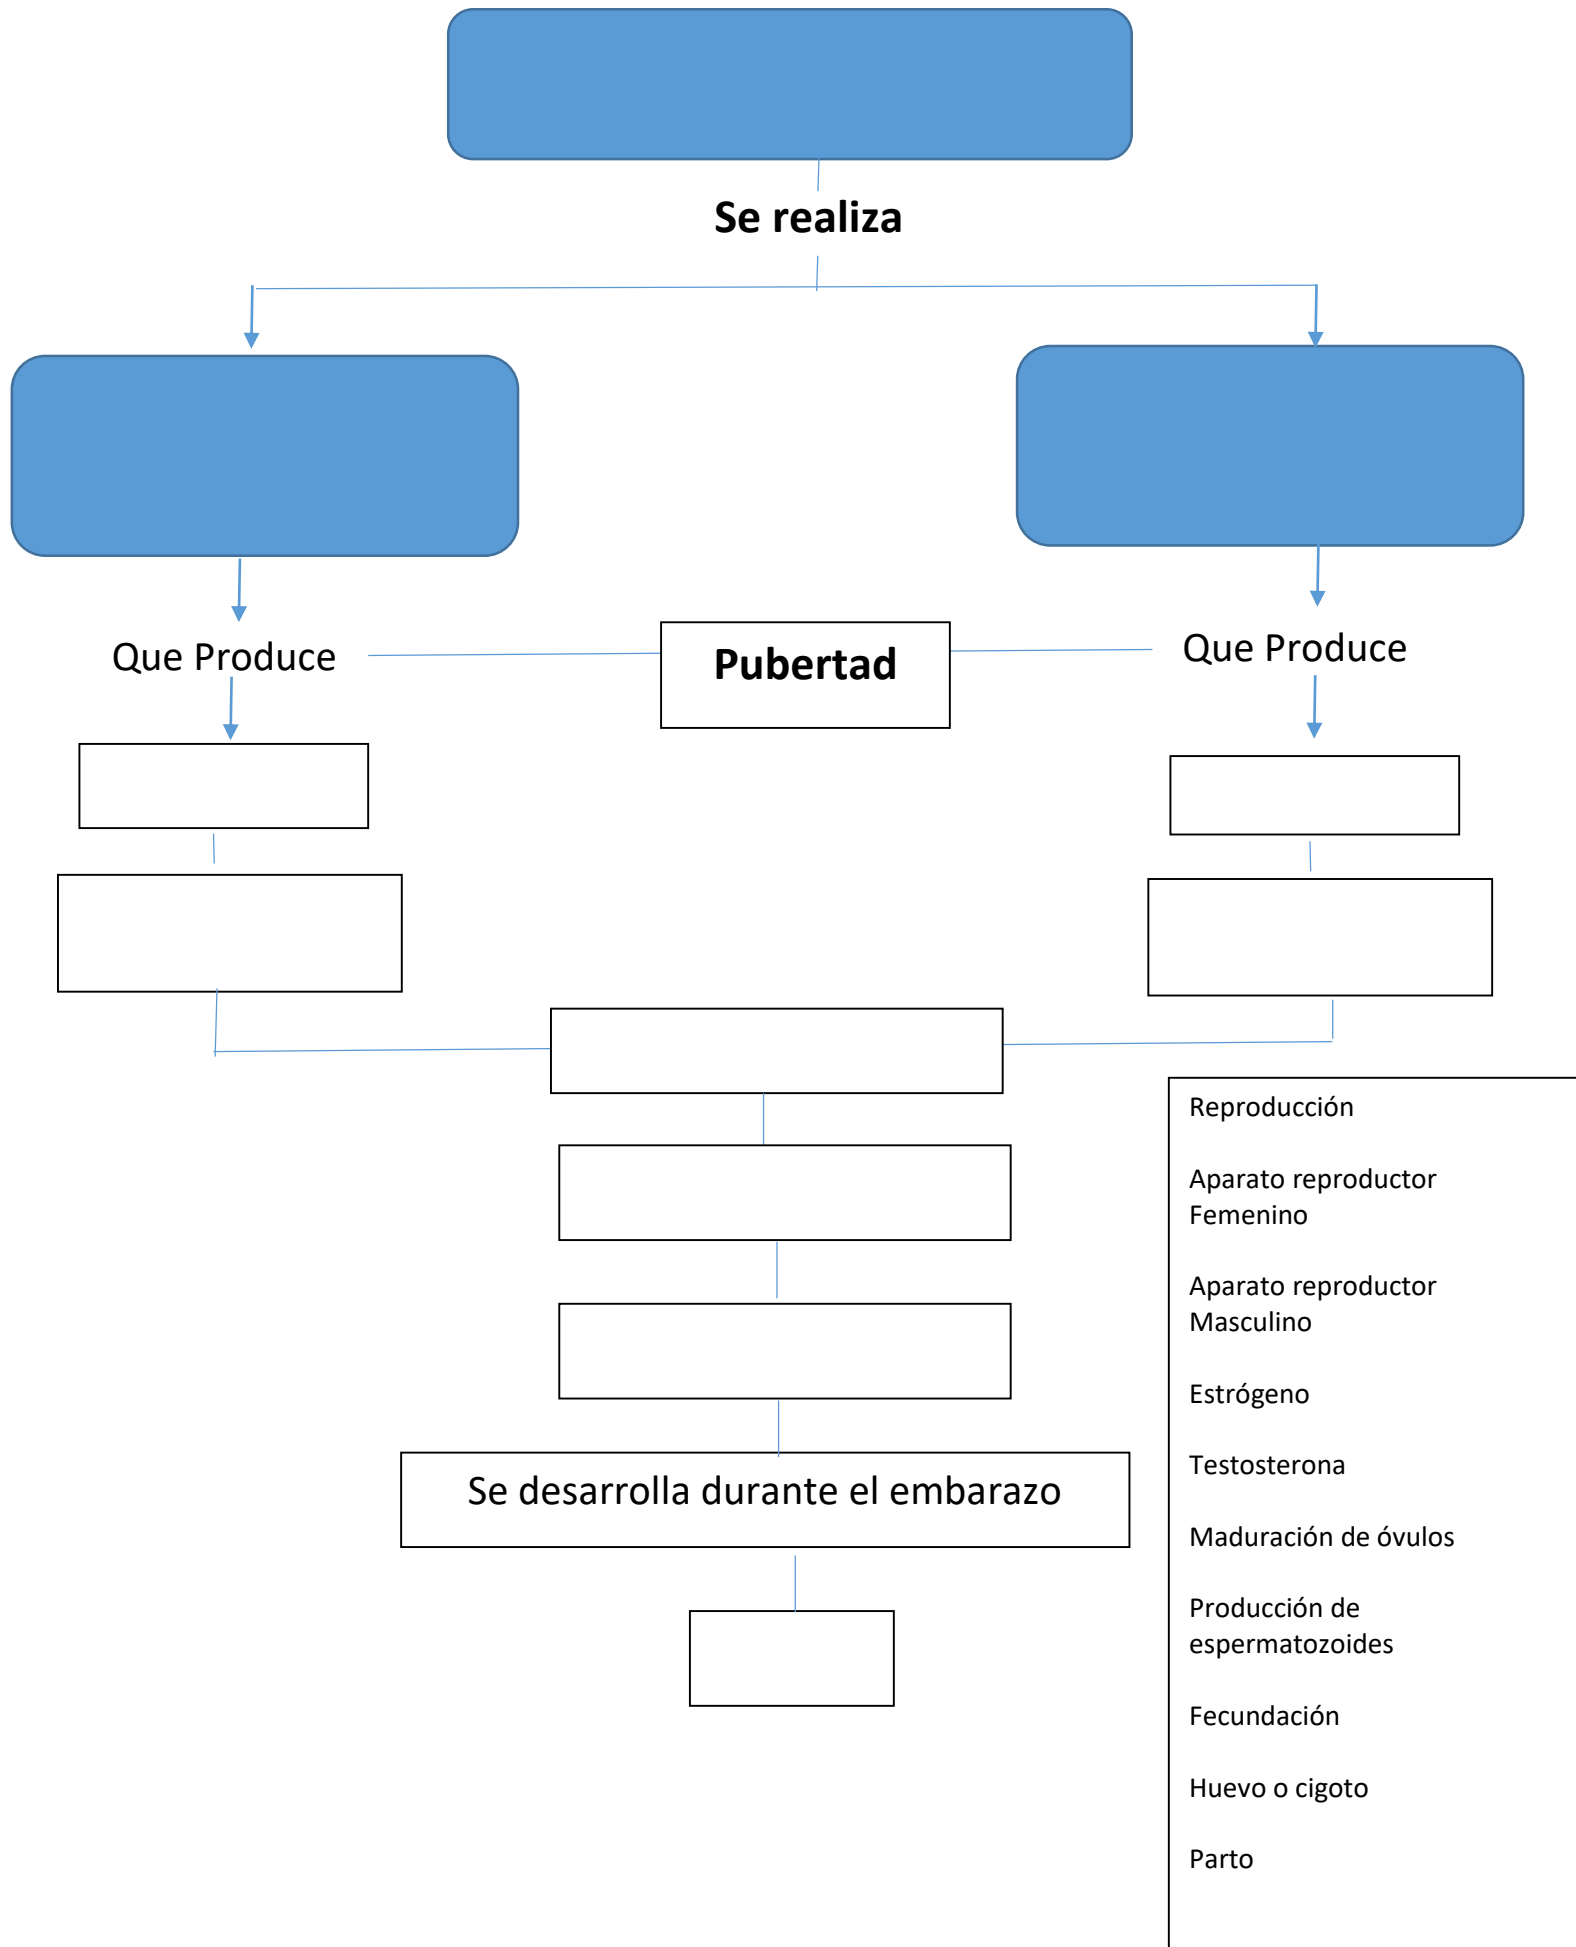 Se realiza
Que Produce
Pubertad
Que Produce
Reproducción
Aparato reproductor
Femenino
Aparato reproductor
Masculino
Estrógeno
Testosterona
Maduración de óvulos
Producción de
espermatozoides
Fecundación
Huevo o cigoto
Parto
Se desarrolla durante el embarazo